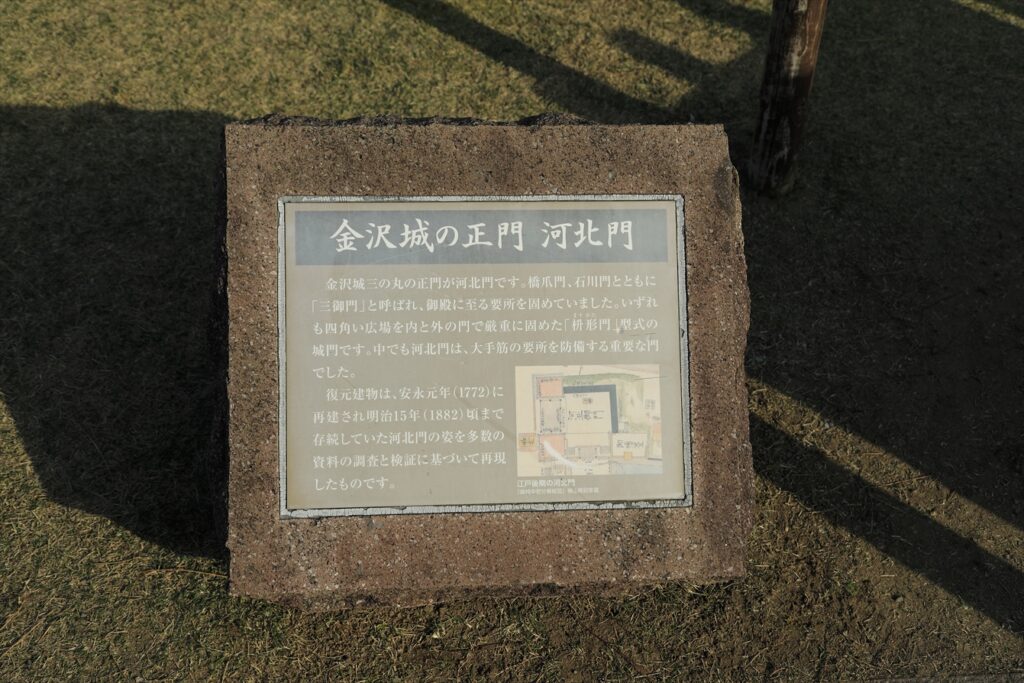 金沢城の正門 河北門
金沢城三の丸の正門が河北門です。橋爪門、石川門とともに
「三御門」と呼ばれ、御殿に至る要所を固めていました。いずれ
も四角い広場を内と外の門で厳重に固めた「枡形門」型式の
城門です。中でも河北門は、大手筋の要所を防備する重要な門
でした。
復元建物は、安永元年(1772)に
再建され明治15年(1882)頃まで
存続していた河北門の姿を多数の
資料の調査と検証に基づいて再現
したものです。
江戸後期の河北門